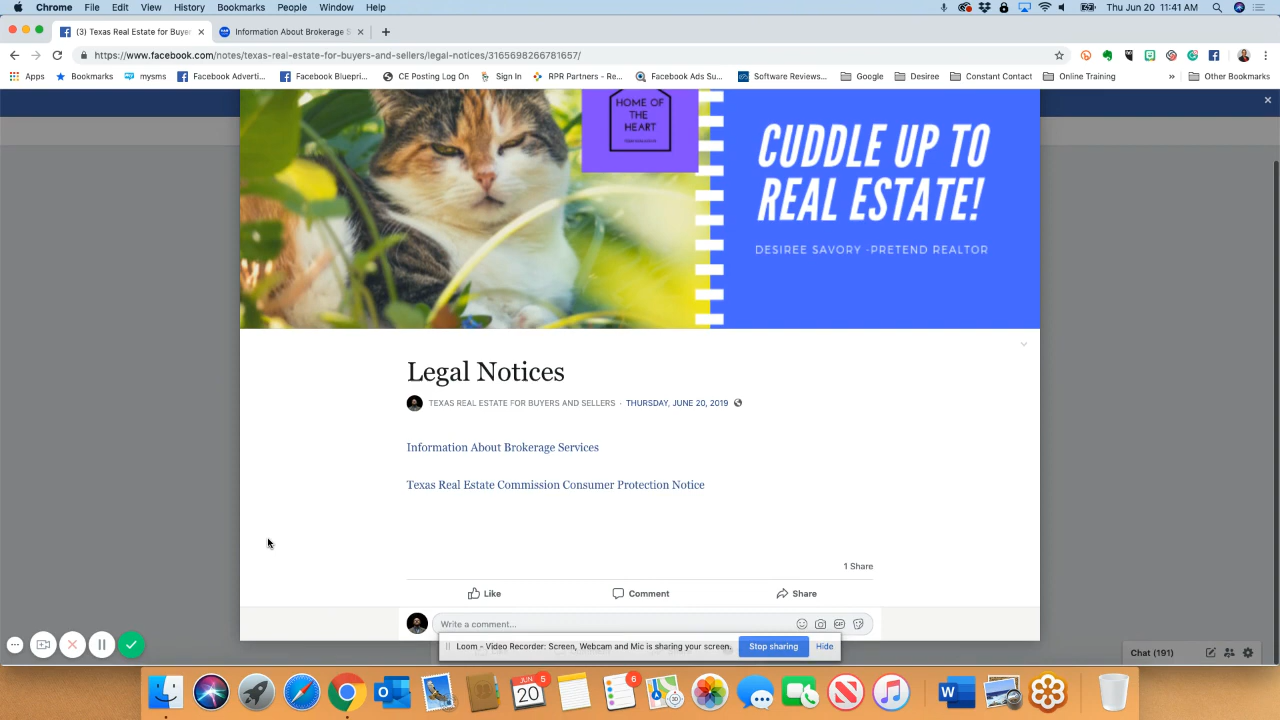 Chrome File Edit View History Bookmarks People Window Help Thu Jun 20 11:41 AM
(3) Texas Real Estate for Buyer × Information About Brokerage S ×
https://www.facebook.com/notes/texas-real-estate-for-buyers-and-sellers/legal-notices/3165698266781657/
Apps Bookmarks mysms Facebook Adverti... Facebook Bluepri... CE Posting Log On Sign In RPR Partners - Re... Facebook Ads Su... Software Reviews... Google Desiree Constant Contact Online Training » Other Bookmarks
HOME OF
THE
HEART
CUDDLE UP TO
REAL ESTATE!
DESIREE SAVORY -PRETEND REALTOR
Legal Notices
TEXAS REAL ESTATE FOR BUYERS AND SELLERS · THURSDAY, JUNE 20, 2019
Information About Brokerage Services
Texas Real Estate Commission Consumer Protection Notice
1 Share
Like Comment Share
Write a comment...
GIF
Loom - Video Recorder: Screen, Webcam and Mic is sharing your screen. Stop sharing Hide
Chat (191)
JUN 5 6
20